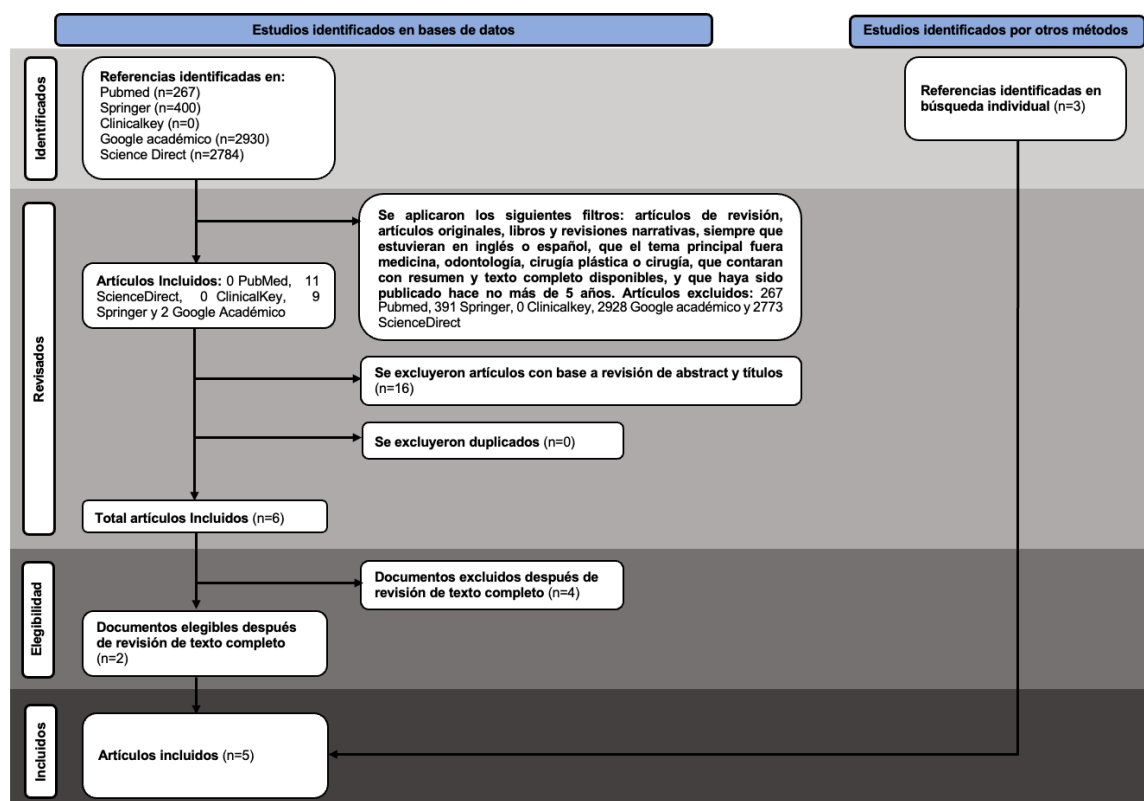 Estudios identificados en bases de datos
Estudios identificados por otros métodos
Identificados
Referencias identificadas en:
Pubmed (n=267)
Springer (n=400)
Clinicalkey (n=0)
Google académico (n=2930)
Science Direct (n=2784)
Referencias identificadas en
búsqueda individual (n=3)
Revisados
Se aplicaron los siguientes filtros: artículos de revisión,
artículos originales, libros y revisiones narrativas, siempre que
estuvieran en inglés o español, que el tema principal fuera
medicina, odontología, cirugía plástica o cirugía, que contaran
con resumen y texto completo disponibles, y que haya sido
publicado hace no más de 5 años. Artículos excluidos: 267
Pubmed, 391 Springer, 0 Clinicalkey, 2928 Google académico y 2773
ScienceDirect
Artículos Incluidos: 0 PubMed, 11
ScienceDirect, 0 ClinicalKey, 9
Springer y 2 Google Académico
Se excluyeron artículos con base a revisión de abstract y títulos
(n=16)
Se excluyeron duplicados (n=0)
Total artículos Incluidos (n=6)
Elegibilidad
Documentos excluidos después de
revisión de texto completo (n=4)
Documentos elegibles después
de revisión de texto completo
(n=2)
Incluidos
Artículos incluidos (n=5)